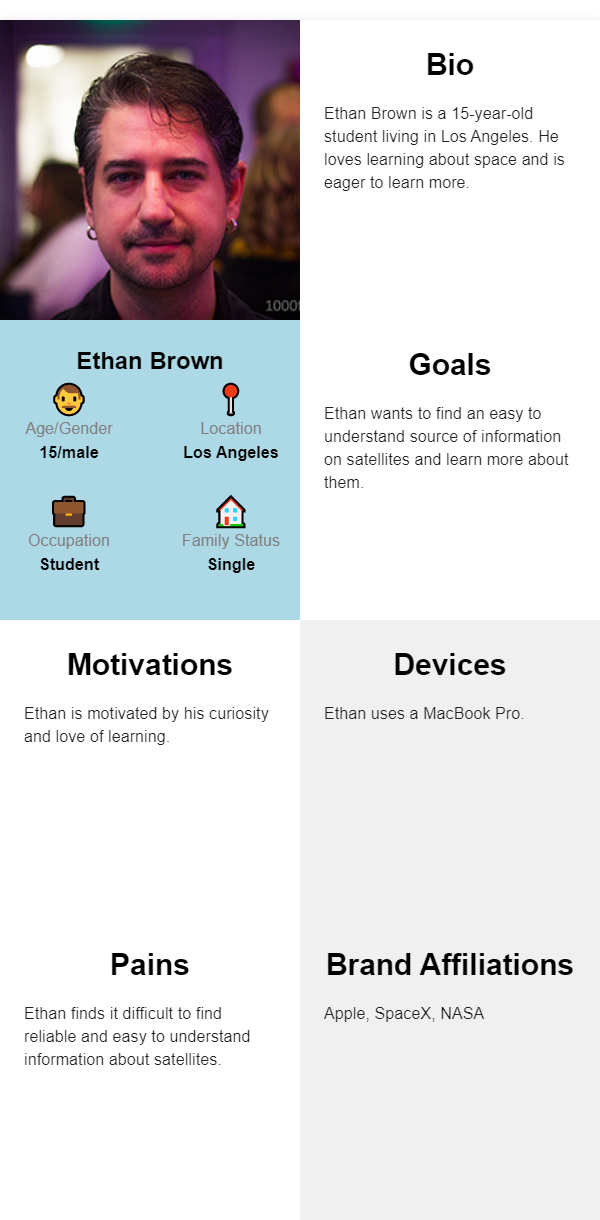 Bio
Ethan Brown is a 15-year-old
student living in Los Angeles. He
loves learning about space and is
eager to learn more.
Ethan Brown
Age/Gender
15/male
Location
Los Angeles
Occupation
Student
Family Status
Single
Goals
Ethan wants to find an easy to
understand source of information
on satellites and learn more about
them.
Motivations
Ethan is motivated by his curiosity
and love of learning.
Devices
Ethan uses a MacBook Pro.
Pains
Ethan finds it difficult to find
reliable and easy to understand
information about satellites.
Brand Affiliations
Apple, SpaceX, NASA